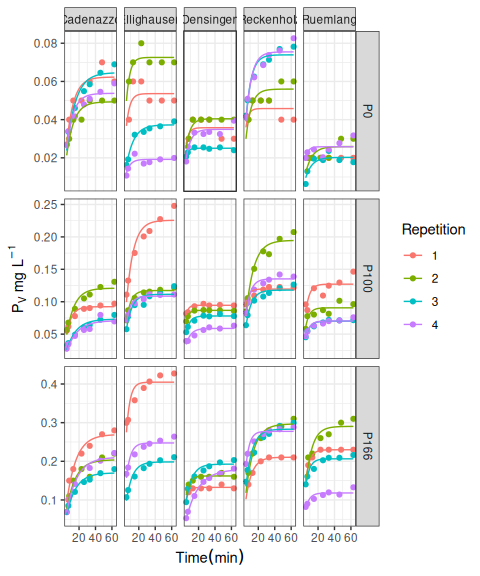 Cadenazzo Ellighausen Oensingen Reckenholz Ruemlang
0.08
0.06
0.04
0.02
P0
0.25
0.20
0.15
0.10
0.05
P100
0.4
0.3
0.2
0.1
P166
20 40 60 20 40 60 20 40 60 20 40 60 20 40 60
Time(min)
P_V mg L^−1
Repetition
1
2
3
4